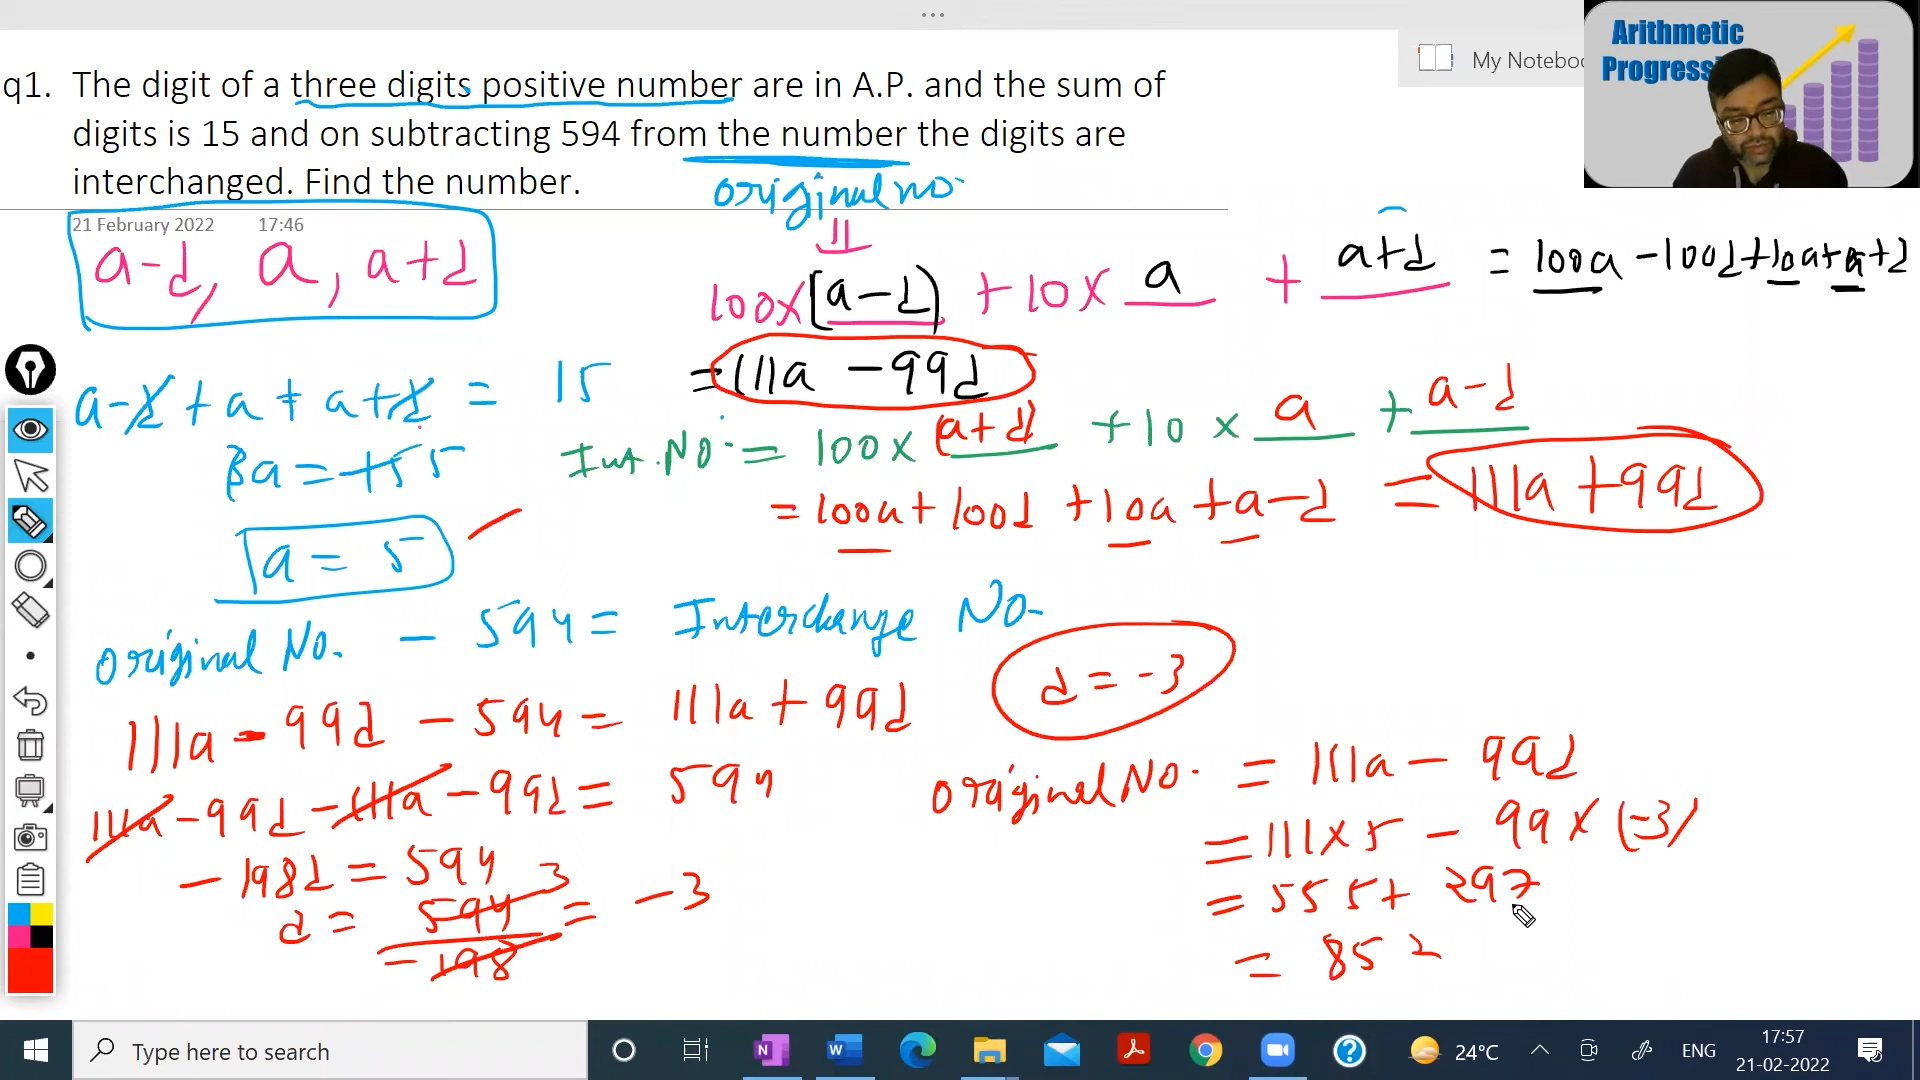 My Notebook
Arithmetic
Progress
q1. The digit of a three digits positive number are in A.P. and the sum of
digits is 15 and on subtracting 594 from the number the digits are
interchanged. Find the number.
original no.
21 February 2022 17:46
a-d, a, a+d
100×(a-d) + 10× a + a+d = 100a - 100d + 10a + a + d
= 111a - 99d
a-d + a + a+d = 15
3a = 15 5
a = 5
Int. No. = 100× (a+d) + 10 × a + a-d
= 100a + 100d + 10a + a - d = 111a + 99d
Original No. - 594 = Interchange No.
111a - 99d - 594 = 111a + 99d
111a - 99d - 111a - 99d = 594
- 198d = 594
d = 594 3 / -198 = -3
d = -3
Original No. = 111a - 99d
= 111×5 - 99×(-3)
= 555 + 297
= 852
Type here to search
24°C
ENG
17:57
21-02-2022